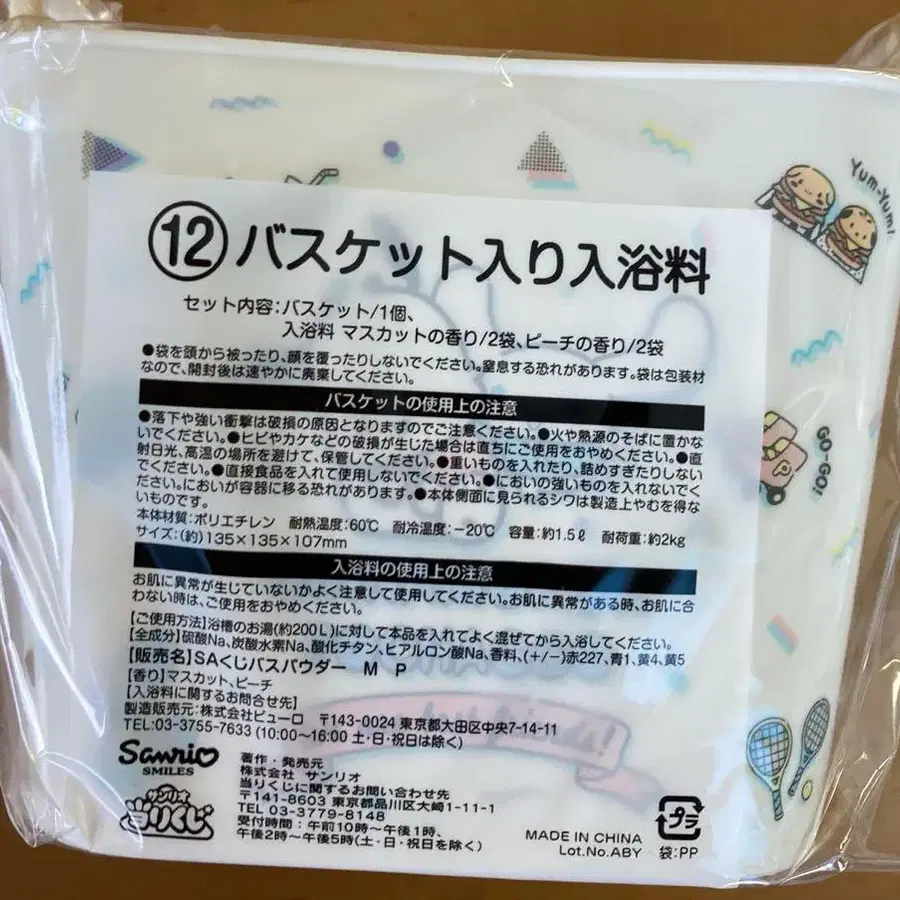 Yum-Yum!
⑫バスケット入り入浴料
セット内容:バスケット/1個、
入浴料 マスカットの香り/2袋、ピーチの香り/2袋
●袋を頭から被ったり、顔を覆ったりしないでください。窒息する恐れがあります。袋は包装材
なので、開封後は速やかに廃棄してください。
バスケットの使用上の注意
●落下や強い衝撃は破損の原因となりますのでご注意ください。●火や熱源のそばに置かな
いでください。●ヒビやカケなどの破損が生じた場合は直ちにご使用をおやめください。●直
射日光、高温の場所を避けて、保管してください。●重いものを入れたり、詰めすぎたりしない
でください。●直接食品を入れて使用しないでください。●においの強いものを入れないでく
ださい。においが容器に移る恐れがあります。●本体側面に見られるシワは製造上やむを得な
いものです。
本体材質:ポリエチレン 耐熱温度:60℃ 耐冷温度:−20℃ 容量:約1.5ℓ 耐荷重:約2kg
サイズ:(約)135×135×107mm
GO-GO!
入浴料の使用上の注意
お肌に異常が生じていないかよく注意して使用してください。お肌に異常がある時、お肌に合
わない時は、ご使用をおやめください。
【ご使用方法】浴槽のお湯(約200L)に対して本品を入れてよく混ぜてから入浴してください。
【全成分】硫酸Na、炭酸水素Na、酸化チタン、ヒアルロン酸Na、香料、(+/−)赤227、青1、黄4、黄5
【販売名】SAくじバスパウダー M P
【香り】マスカット、ピーチ
【入浴料に関するお問合せ先】
製造販売元:株式会社ピューロ 〒143-0024 東京都大田区中央7-14-11
TEL:03-3755-7633 (10:00〜16:00 土・日・祝日は除く)
Sanrio
SMILES
サンリオ
当りくじ
著作・発売元
株式会社 サンリオ
当りくじに関するお問い合わせ先
〒141-8603 東京都品川区大崎1-11-1
TEL 03-3779-8148
受付時間:午前10時〜午後1時、
午後2時〜午後5時(土・日・祝日を除く)
MADE IN CHINA
Lot.No.ABY
プラ
袋:PP